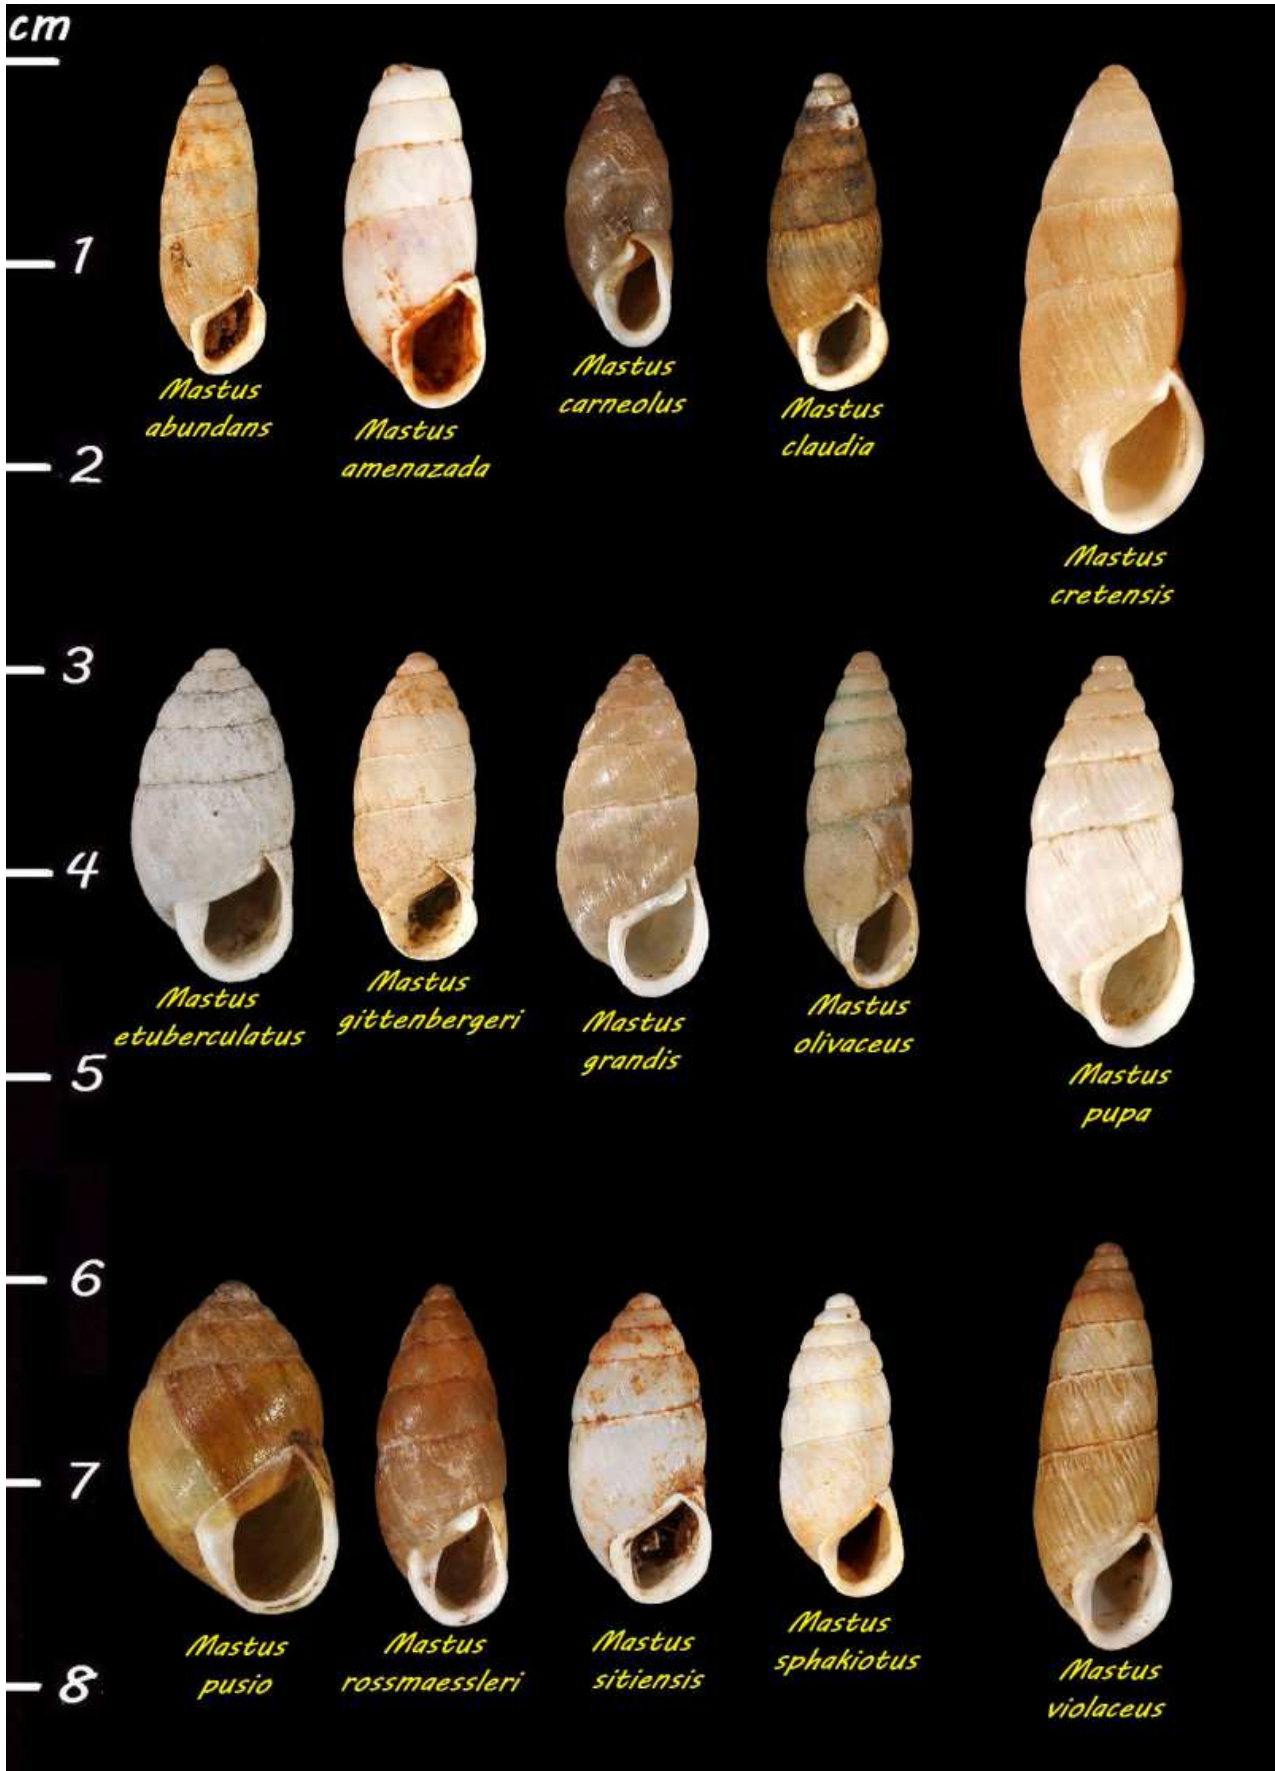 cm
1
Mastus
abundans
Mastus
amenazada
Mastus
carneolus
Mastus
claudia
2
Mastus
cretensis
3
4
Mastus
etuberculatus
Mastus
gittenbergeri
Mastus
grandis
Mastus
olivaceus
5
Mastus
pupa
6
7
Mastus
pusio
Mastus
rossmaessleri
Mastus
sitiensis
Mastus
sphakiotus
8
Mastus
violaceus